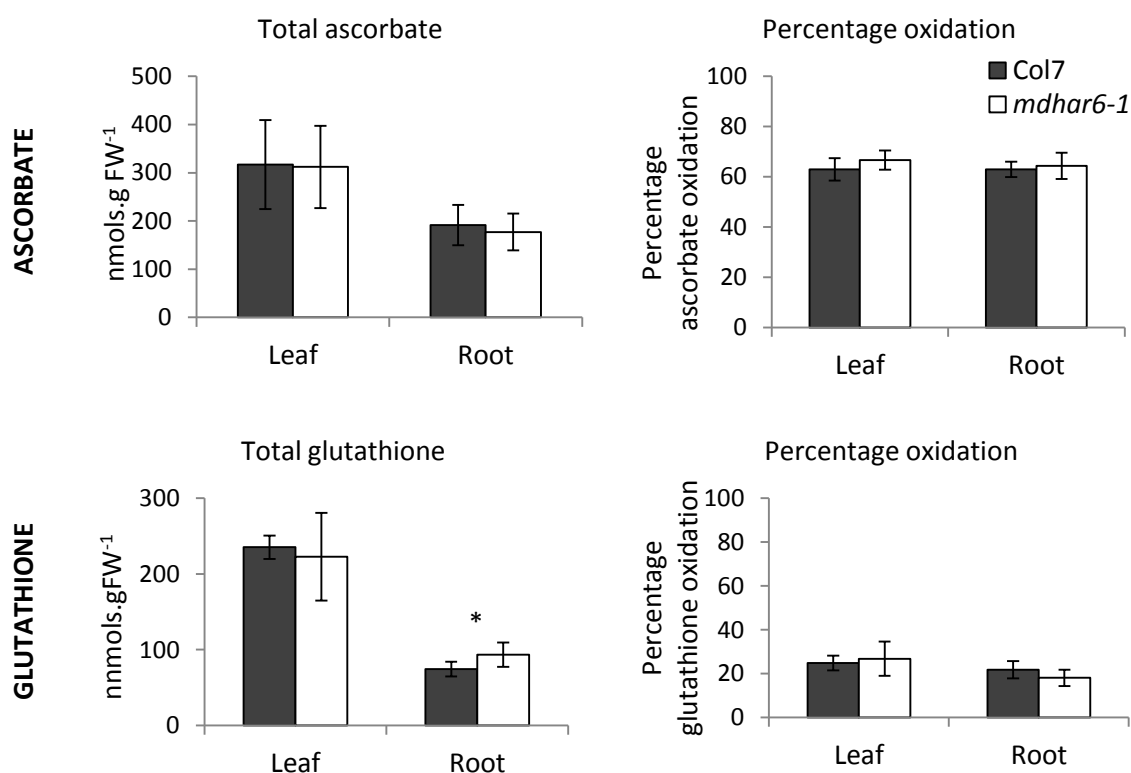 Total ascorbate
ASCORBATE
nmols.g FW⁻¹
500
400
300
200
100
0
Leaf Root
Percentage oxidation
Col7
mdhar6-1
Percentage
ascorbate oxidation
100
80
60
40
20
0
Leaf Root
Total glutathione
GLUTATHIONE
nnmols.gFW⁻¹
300
200
100
0
*
Leaf Root
Percentage oxidation
Percentage
glutathione oxidation
100
80
60
40
20
0
Leaf Root